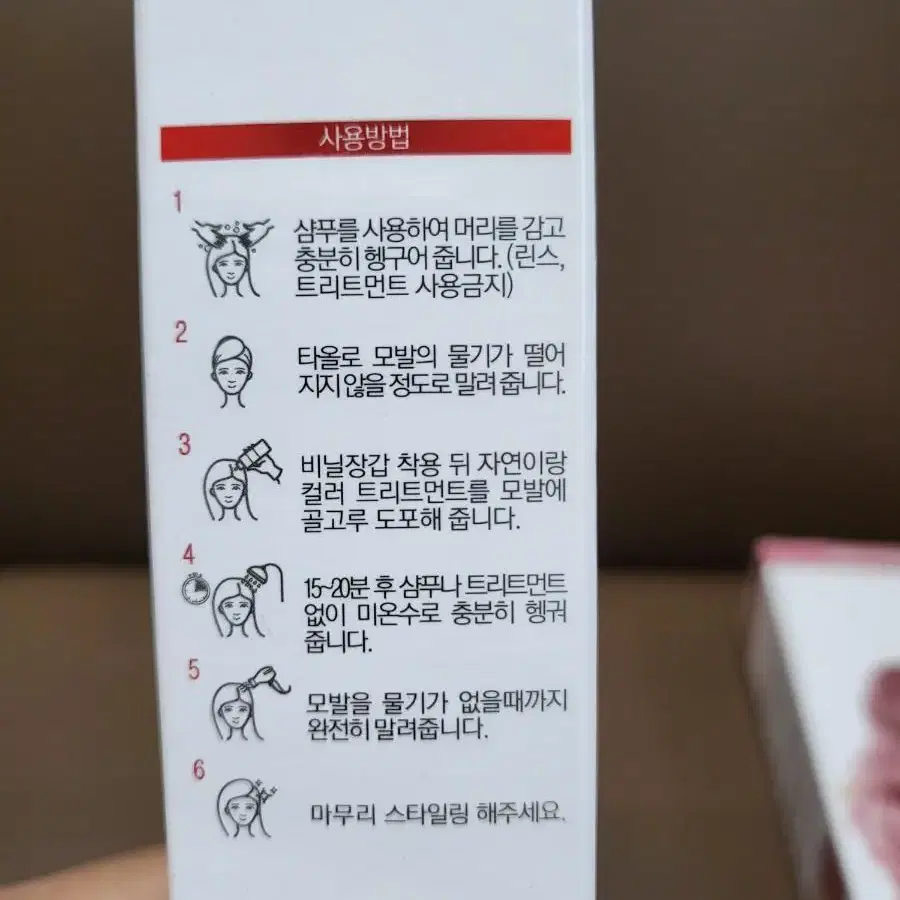 사용방법
1
샴푸를 사용하여 머리를 감고
충분히 헹구어 줍니다. (린스,
트리트먼트 사용금지)
2
타올로 모발의 물기가 떨어
지지 않을 정도로 말려 줍니다.
3
비닐장갑 착용 뒤 자연이랑
컬러 트리트먼트를 모발에
골고루 도포해 줍니다.
4
15~20분 후 샴푸나 트리트먼트
없이 미온수로 충분히 헹궈
줍니다.
5
모발을 물기가 없을때까지
완전히 말려줍니다.
6
마무리 스타일링 해주세요.